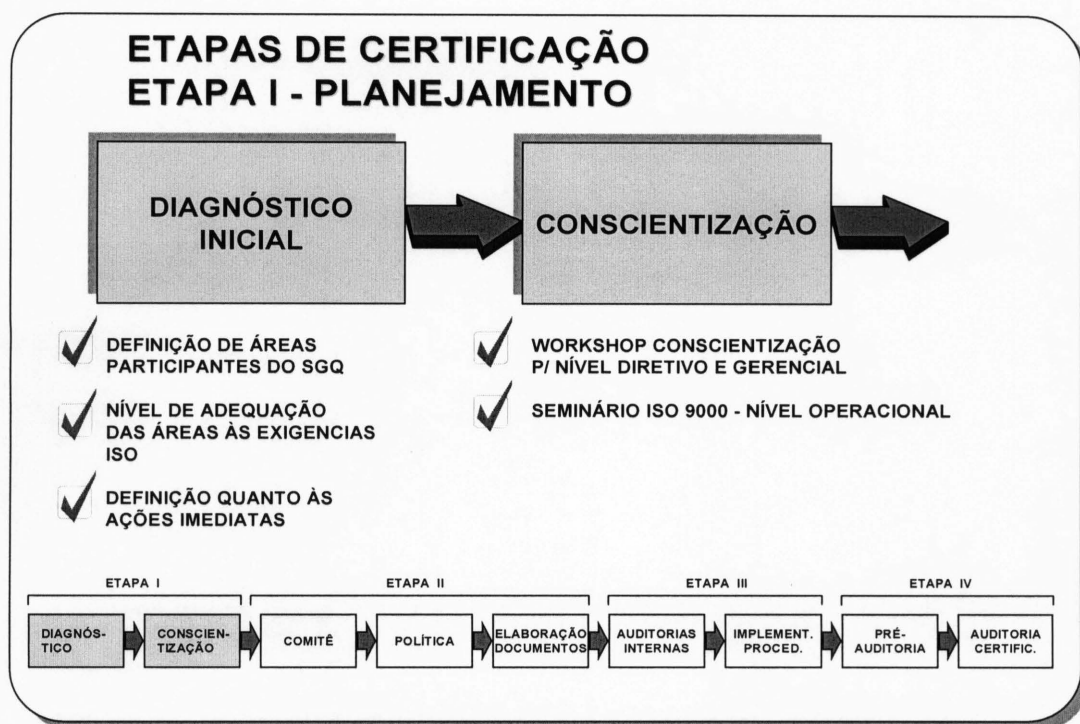 ETAPAS DE CERTIFICAÇÃO
ETAPA I - PLANEJAMENTO
DIAGNÓSTICO
INICIAL
CONSCIENTIZAÇÃO
DEFINIÇÃO DE ÁREAS
PARTICIPANTES DO SGQ
NÍVEL DE ADEQUAÇÃO
DAS ÁREAS ÀS EXIGENCIAS
ISO
DEFINIÇÃO QUANTO ÀS
AÇÕES IMEDIATAS
WORKSHOP CONSCIENTIZAÇÃO
P/ NÍVEL DIRETIVO E GERENCIAL
SEMINÁRIO ISO 9000 - NÍVEL OPERACIONAL
ETAPA I
DIAGNÓS-
TICO
CONSCIEN-
TIZAÇÃO
ETAPA II
COMITÊ
POLÍTICA
ELABORAÇÃO
DOCUMENTOS
ETAPA III
AUDITORIAS
INTERNAS
IMPLEMENT.
PROCED.
ETAPA IV
PRÉ-
AUDITORIA
AUDITORIA
CERTIFIC.